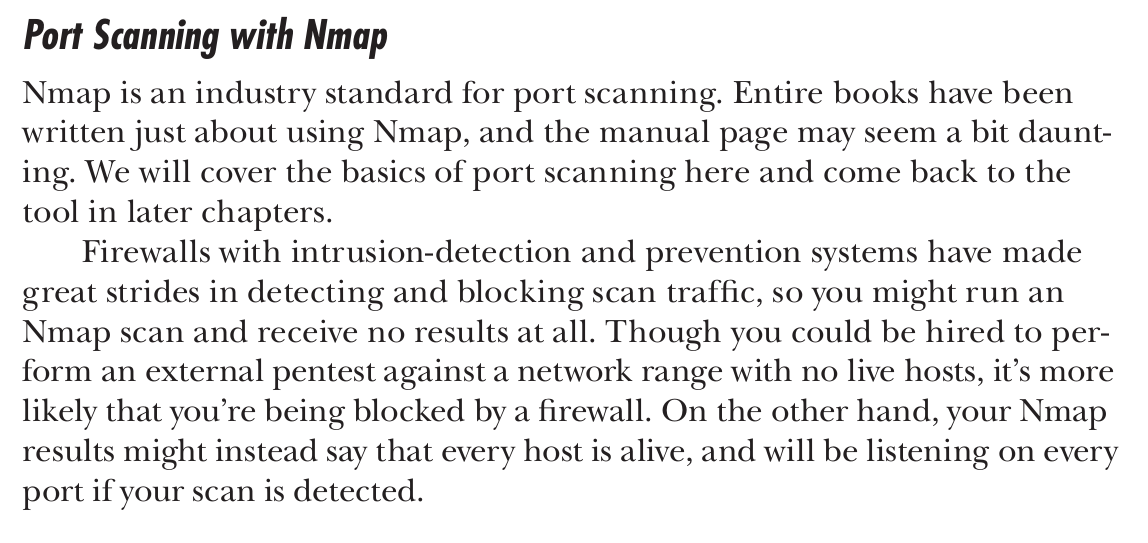 Port Scanning with Nmap
Nmap is an industry standard for port scanning. Entire books have been
written just about using Nmap, and the manual page may seem a bit daunt-
ing. We will cover the basics of port scanning here and come back to the
tool in later chapters.
Firewalls with intrusion-detection and prevention systems have made
great strides in detecting and blocking scan traffic, so you might run an
Nmap scan and receive no results at all. Though you could be hired to per-
form an external pentest against a network range with no live hosts, it’s more
likely that you’re being blocked by a firewall. On the other hand, your Nmap
results might instead say that every host is alive, and will be listening on every
port if your scan is detected.